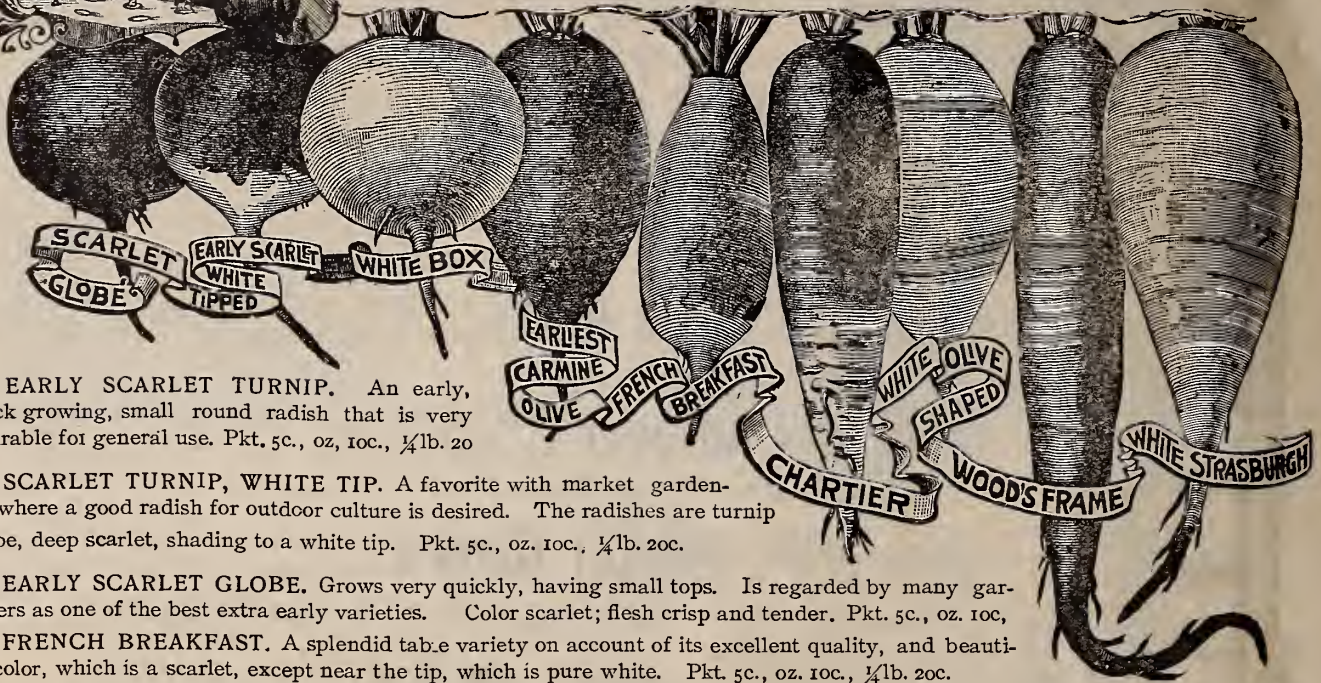 SCARLET
GLOBE
EARLY SCARLET
WHITE
TIPPED
WHITE BOX
EARLIEST
CARMINE
OLIVE
FRENCH
BREAKFAST
CHARTIER
WHITE OLIVE
SHAPED
WOOD'S FRAME
WHITE STRASBURGH
EARLY SCARLET TURNIP. An early,
ck growing, small round radish that is very
rable for general use. Pkt. 5c., oz, 10c., ¼lb. 20
SCARLET TURNIP, WHITE TIP. A favorite with market garden-
where a good radish for outdoor culture is desired. The radishes are turnip
pe, deep scarlet, shading to a white tip. Pkt. 5c., oz. 10c., ¼lb. 20c.
EARLY SCARLET GLOBE. Grows very quickly, having small tops. Is regarded by many gar-
ers as one of the best extra early varieties. Color scarlet; flesh crisp and tender. Pkt. 5c., oz. 10c,
FRENCH BREAKFAST. A splendid table variety on account of its excellent quality, and beauti-
color, which is a scarlet, except near the tip, which is pure white. Pkt. 5c., oz. 10c., ¼lb. 20c.